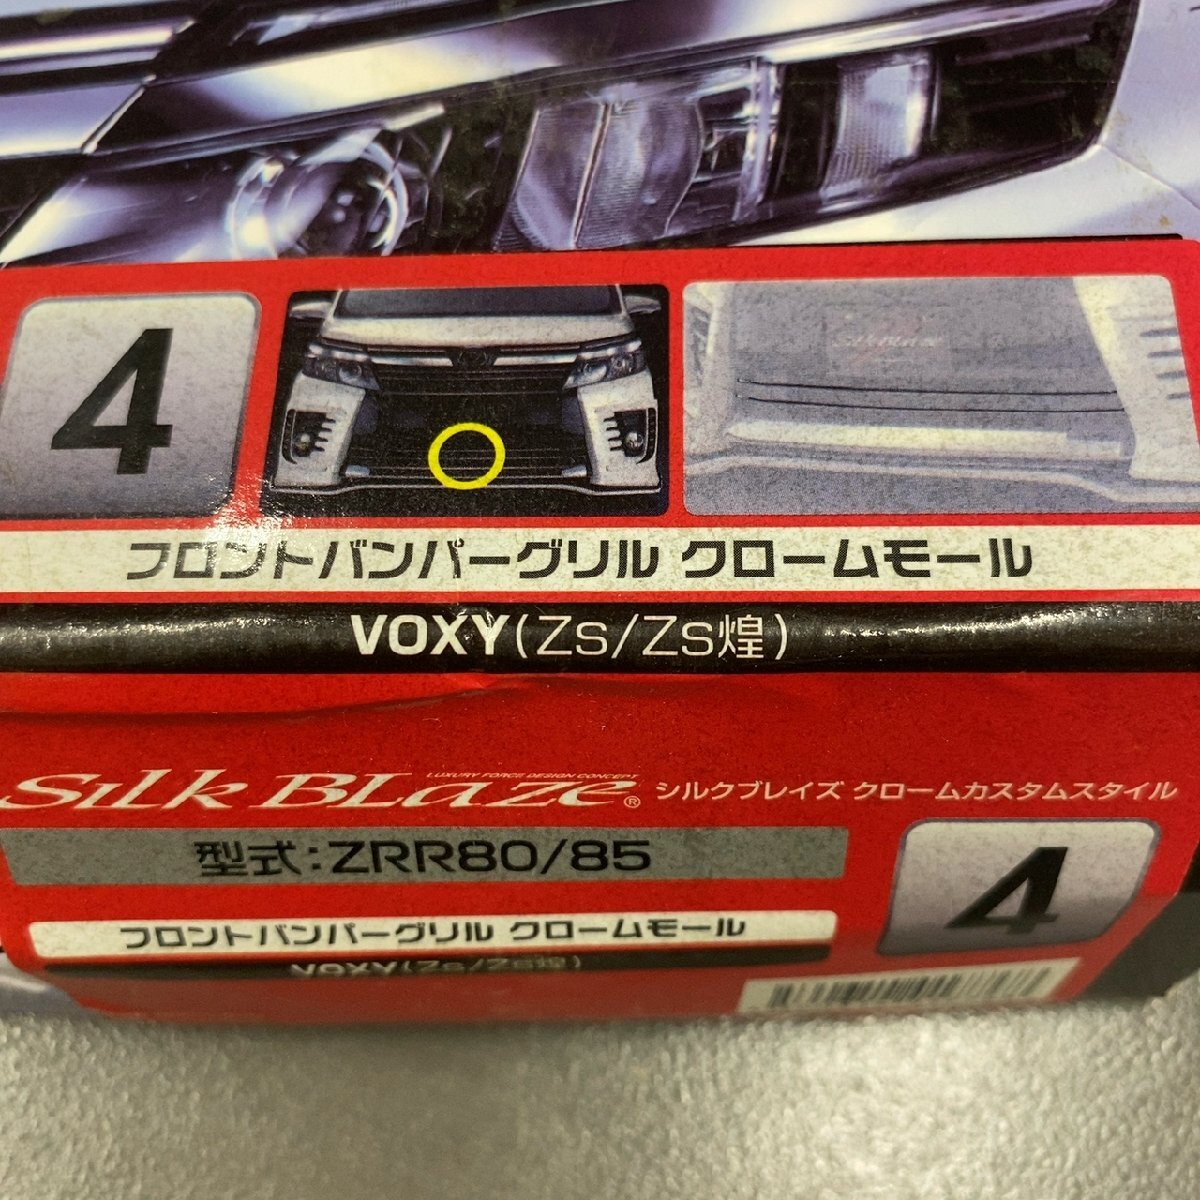 4
SilkBlaze
フロントバンパーグリル クロームモール
VOXY(Zs/Zs煌)
LUXURY FORCE DESIGN CONCEPT
SilkBLaze® シルクブレイズ クロームカスタムスタイル
型式:ZRR80/85
4
フロントバンパーグリル クロームモール
VOXY(Zs/Zs煌)